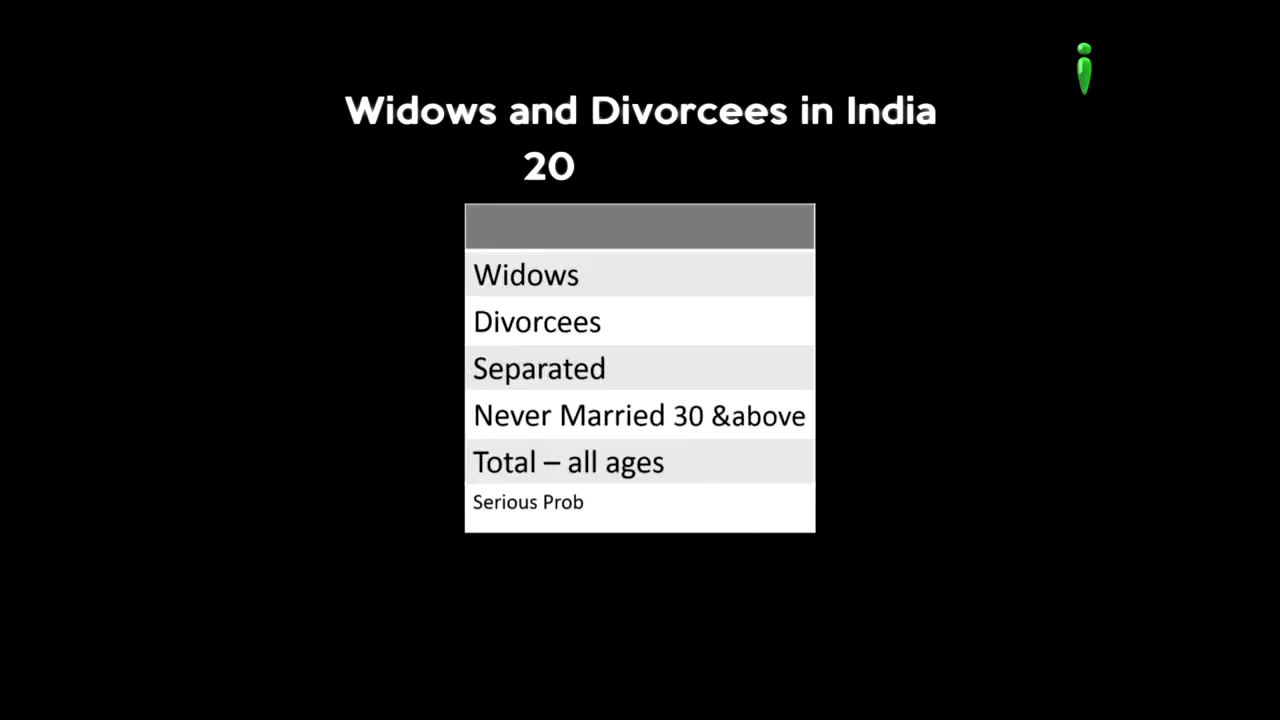 Widows and Divorcees in India
20
Widows
Divorcees
Separated
Never Married 30 &above
Total – all ages
Serious Prob